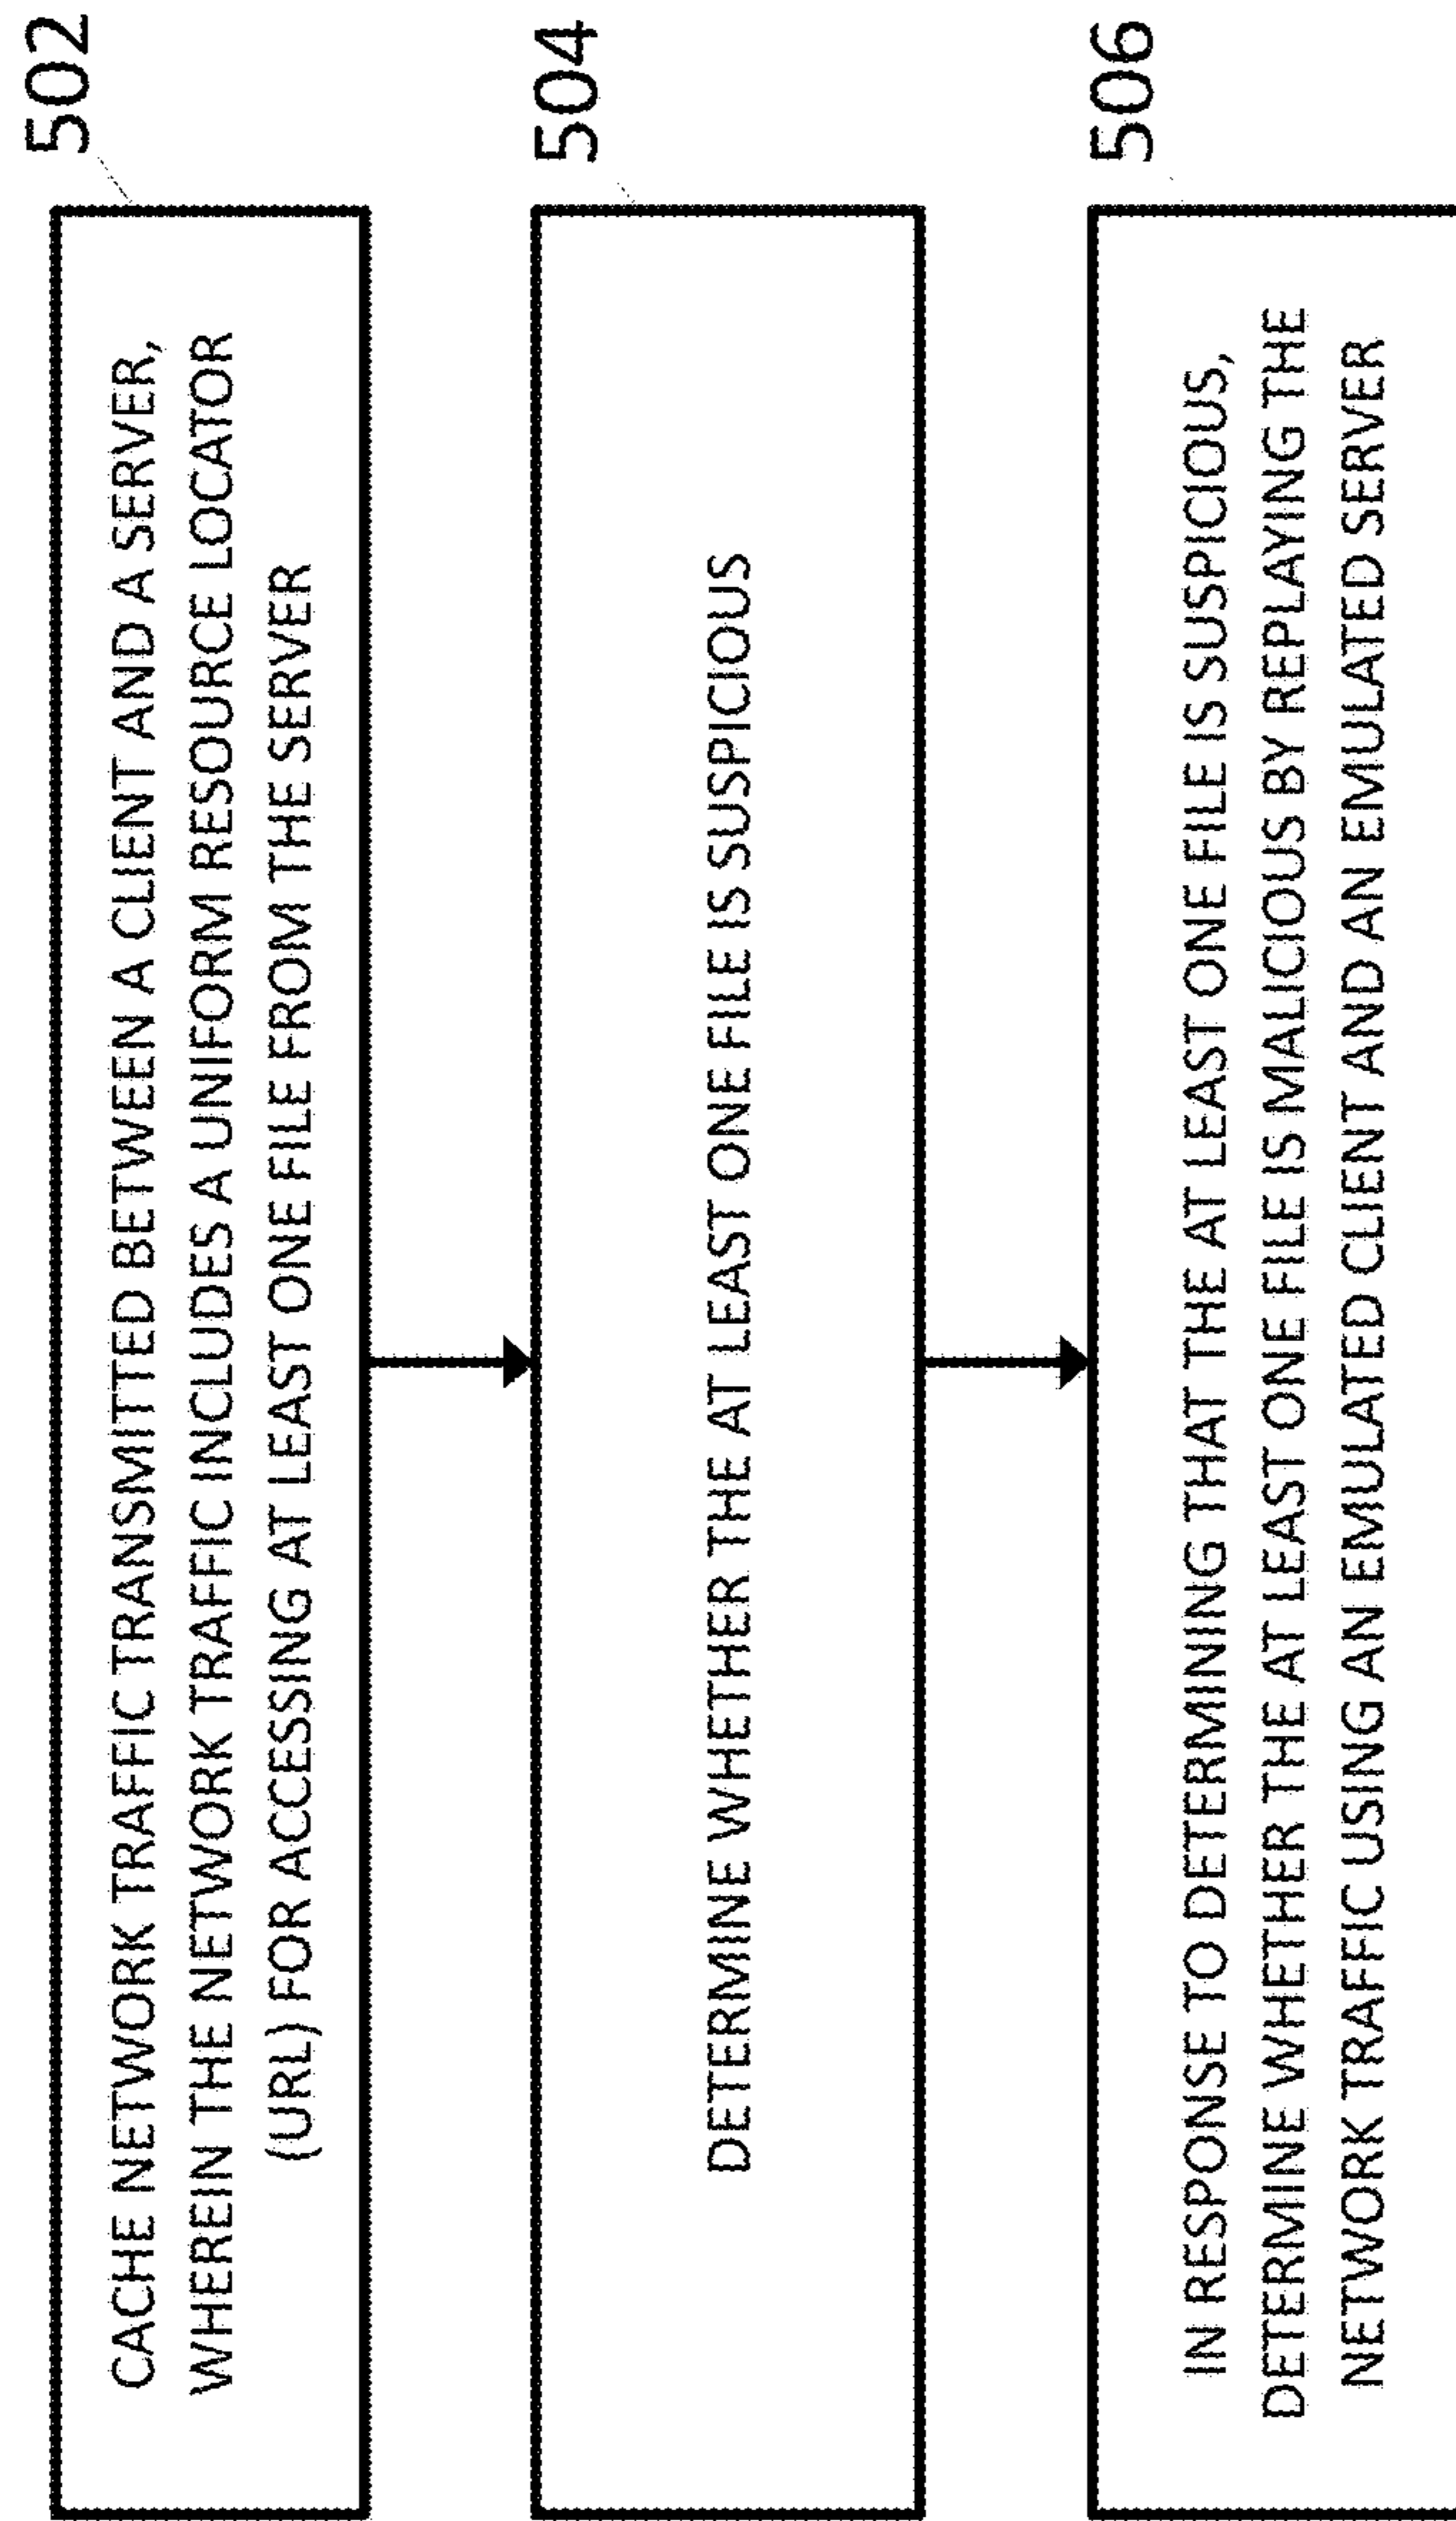 502
CACHE NETWORK TRAFFIC TRANSMITTED BETWEEN A CLIENT AND A SERVER,
WHEREIN THE NETWORK TRAFFIC INCLUDES A UNIFORM RESOURCE LOCATOR
(URL) FOR ACCESSING AT LEAST ONE FILE FROM THE SERVER
504
DETERMINE WHETHER THE AT LEAST ONE FILE IS SUSPICIOUS
506
IN RESPONSE TO DETERMINING THAT THE AT LEAST ONE FILE IS SUSPICIOUS,
DETERMINE WHETHER THE AT LEAST ONE FILE IS MALICIOUS BY REPLAYING THE
NETWORK TRAFFIC USING AN EMULATED CLIENT AND AN EMULATED SERVER